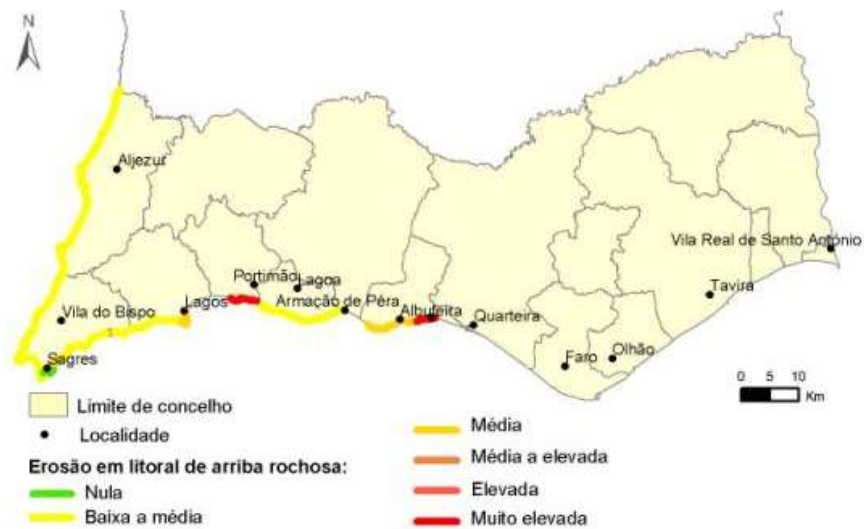 N
Aljezur
Vila Real de Santo António
Portimão
Lagoa
Tavira
Lagos
Armação de Pêra
Vila do Bispo
Albufeira
Quarteira
Sagres
Faro
Olhão
0 5 10
Km
Limite de concelho
Localidade
Erosão em litoral de arriba rochosa:
Nula
Baixa a média
Média
Média a elevada
Elevada
Muito elevada